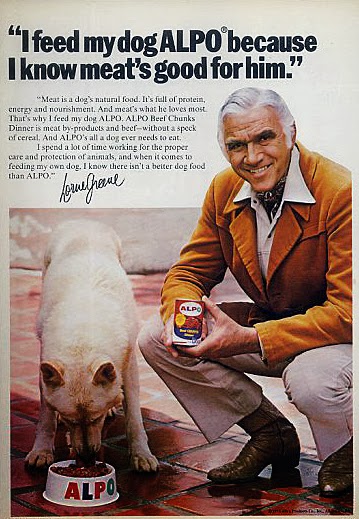 “I feed my dog ALPO® because
I know meat’s good for him.”
"Meat is a dog's natural food. It's full of protein,
energy and nourishment. And meat's what he loves most.
That's why I feed my dog ALPO. ALPO Beef Chunks
Dinner is meat by-products and beef–without a speck
of cereal. And ALPO's all a dog ever needs to eat.
I spend a lot of time working for the proper
care and protection of animals, and when it comes to
feeding my own dog, I know there isn't a better dog food
than ALPO."
Lorne Greene
ALPO
Beef Chunks
Dinner
ALPO